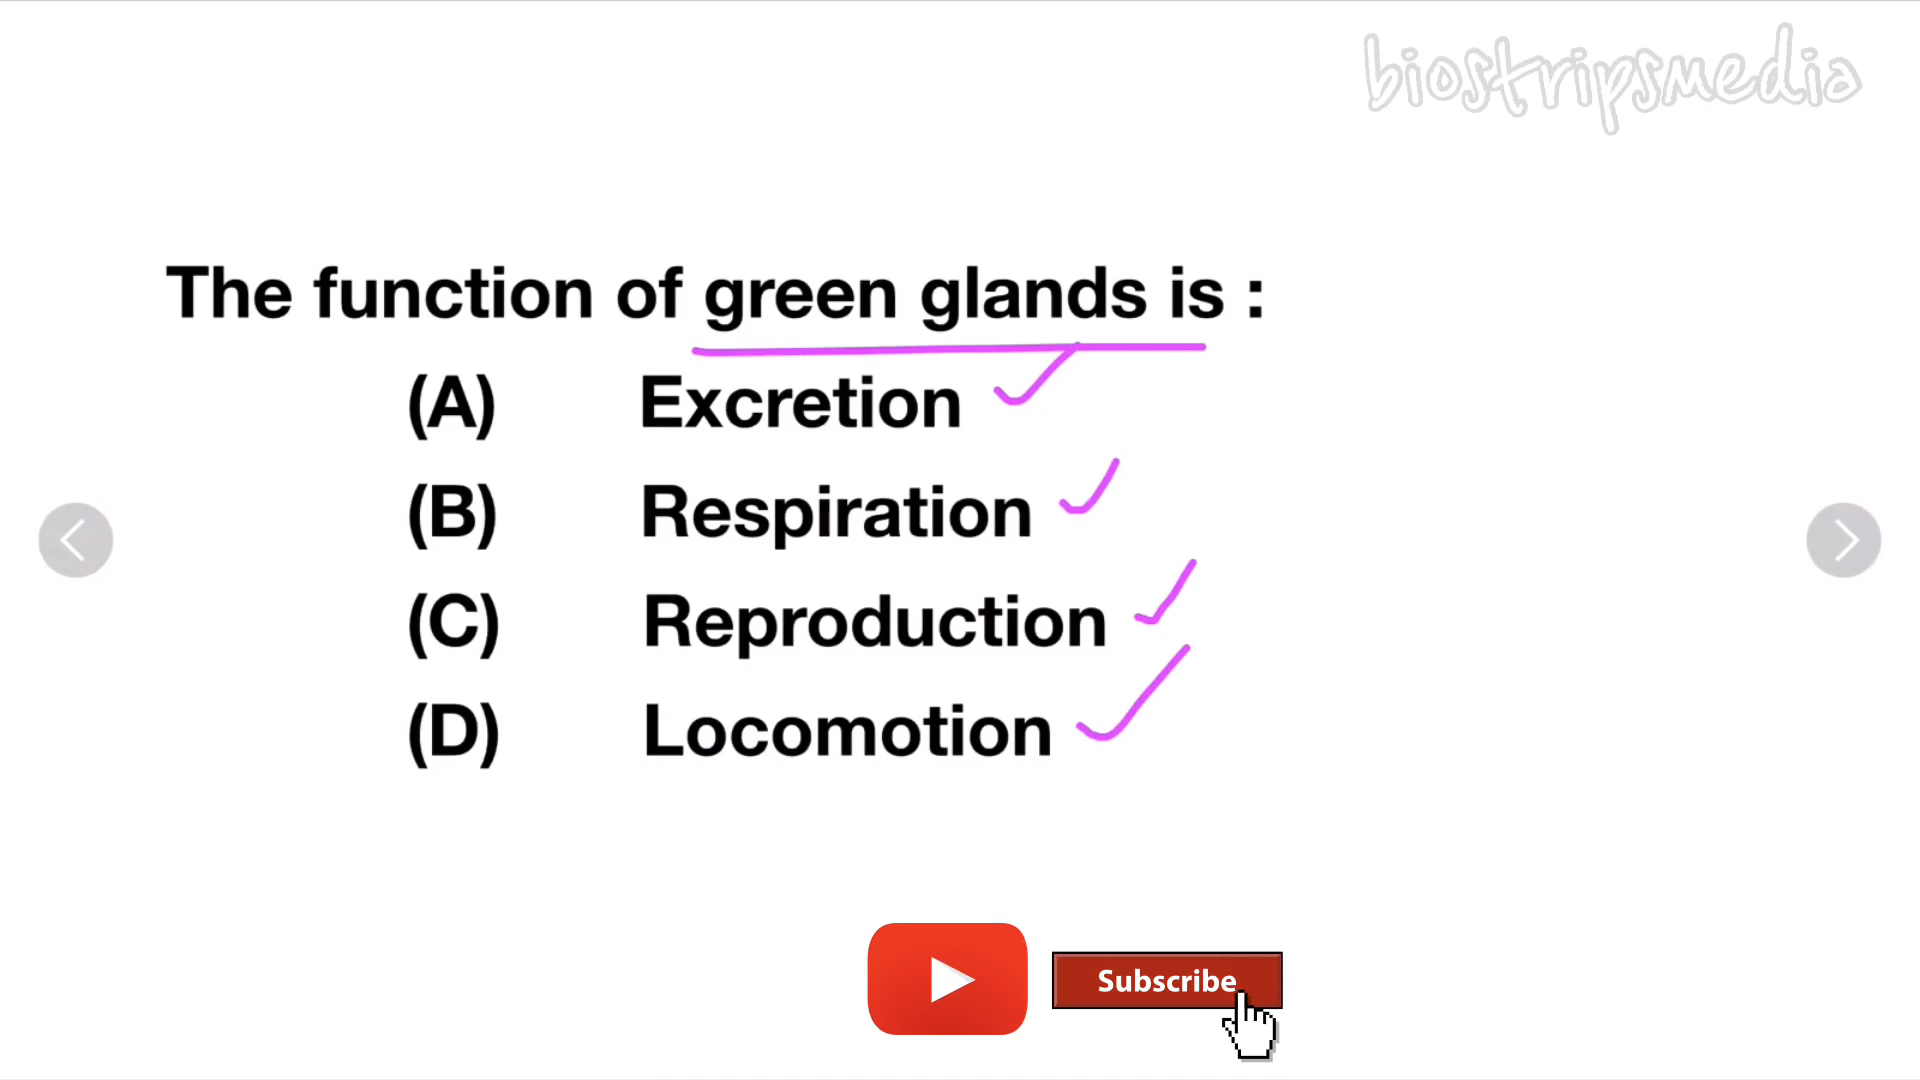 biostripsmedia
The function of green glands is :
(A) Excretion
(B) Respiration
(C) Reproduction
(D) Locomotion
Subscribe